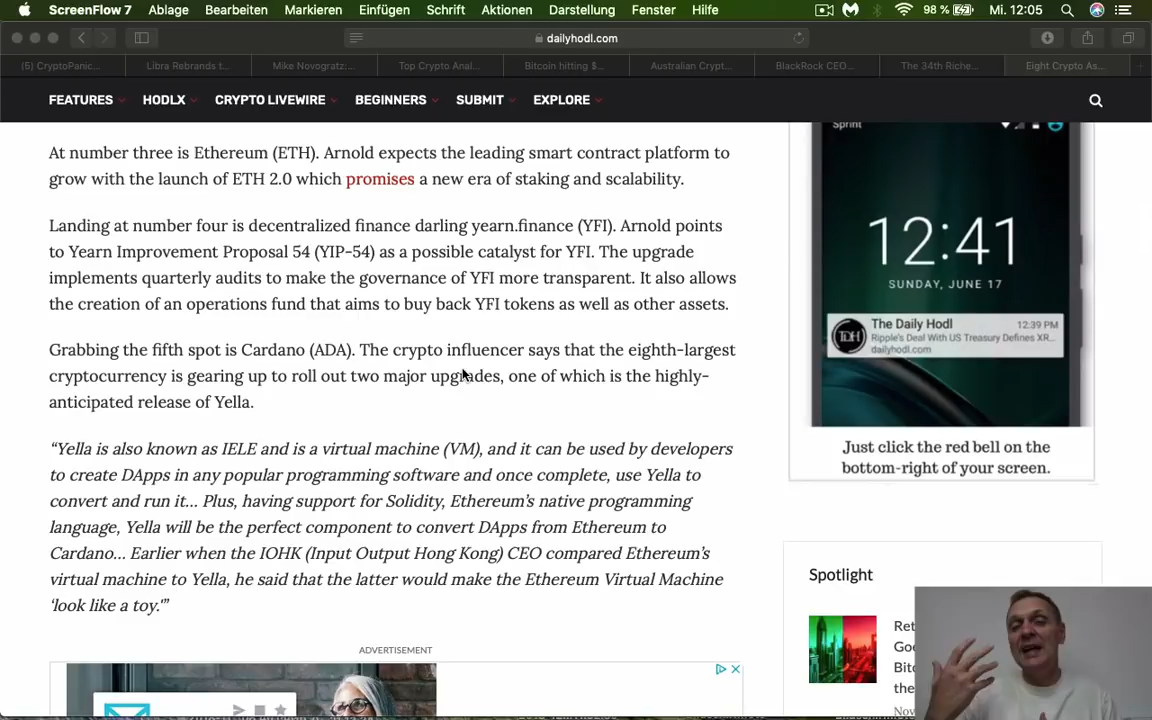 ScreenFlow 7 Ablage Bearbeiten Markieren Einfügen Schrift Aktionen Darstellung Fenster Hilfe 98 % Mi. 12:05
dailyhodl.com
(5) CryptoPanic... Libra Rebrands t... Mike Novogratz:... Top Crypto Anal... Bitcoin hitting $... Australian Crypt... BlackRock CEO... The 34th Riche... Eight Crypto As...
FEATURES HODLX CRYPTO LIVEWIRE BEGINNERS SUBMIT EXPLORE
At number three is Ethereum (ETH). Arnold expects the leading smart contract platform to
grow with the launch of ETH 2.0 which promises a new era of staking and scalability.
Landing at number four is decentralized finance darling yearn.finance (YFI). Arnold points
to Yearn Improvement Proposal 54 (YIP-54) as a possible catalyst for YFI. The upgrade
implements quarterly audits to make the governance of YFI more transparent. It also allows
the creation of an operations fund that aims to buy back YFI tokens as well as other assets.
Grabbing the fifth spot is Cardano (ADA). The crypto influencer says that the eighth-largest
cryptocurrency is gearing up to roll out two major upgrades, one of which is the highly-
anticipated release of Yella.
“Yella is also known as IELE and is a virtual machine (VM), and it can be used by developers
to create DApps in any popular programming software and once complete, use Yella to
convert and run it… Plus, having support for Solidity, Ethereum’s native programming
language, Yella will be the perfect component to convert DApps from Ethereum to
Cardano… Earlier when the IOHK (Input Output Hong Kong) CEO compared Ethereum’s
virtual machine to Yella, he said that the latter would make the Ethereum Virtual Machine
‘look like a toy.’”
ADVERTISEMENT
Sprint
12:41
SUNDAY, JUNE 17
TDH
The Daily Hodl 12:39 PM
Ripple's Deal With US Treasury Defines XR...
dailyhodl.com
Just click the red bell on the
bottom-right of your screen.
Spotlight
Ret
Goe
Bitc
the
Nov